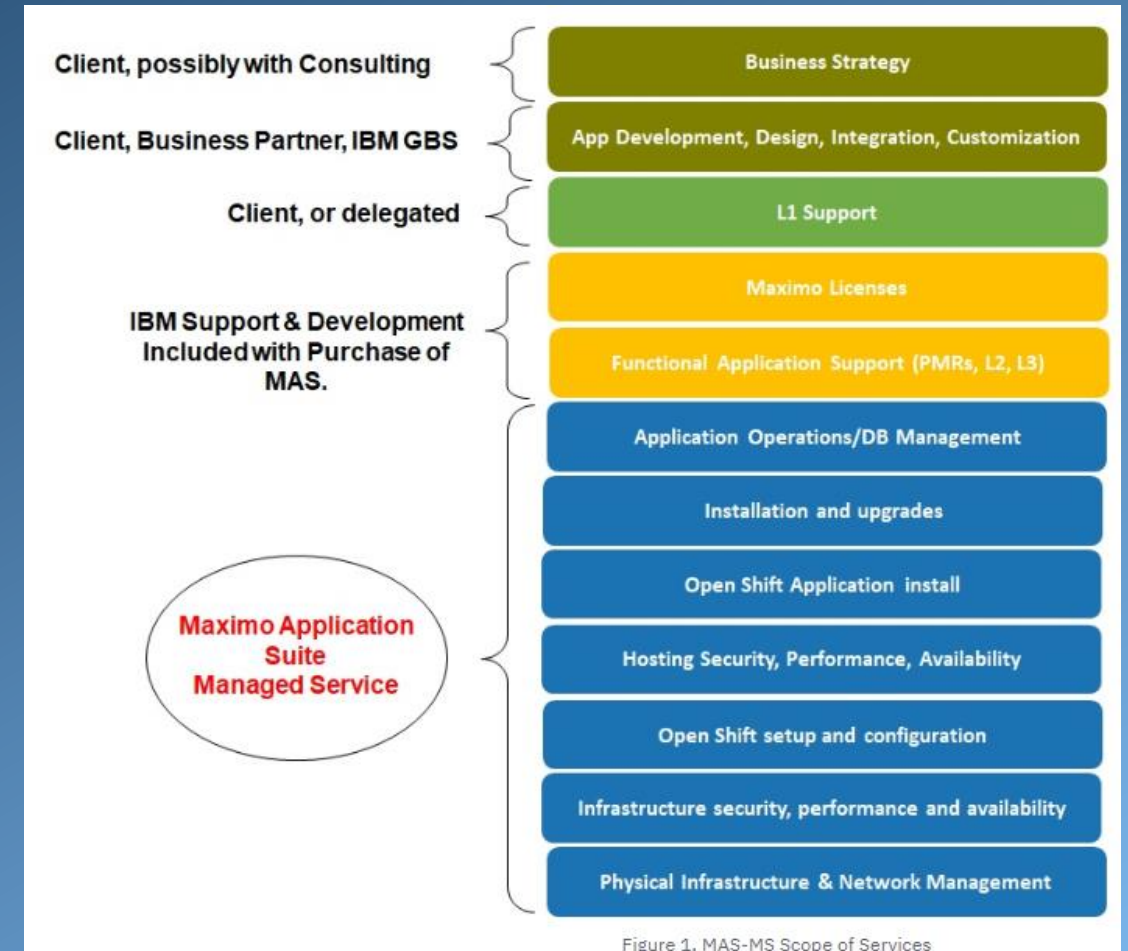 Client, possibly with Consulting
Business Strategy
Client, Business Partner, IBM GBS
App Development, Design, Integration, Customization
Client, or delegated
L1 Support
IBM Support & Development
Included with Purchase of
MAS.
Maximo Licenses
Functional Application Support (PMRs, L2, L3)
Maximo Application
Suite
Managed Service
Application Operations/DB Management
Installation and upgrades
Open Shift Application install
Hosting Security, Performance, Availability
Open Shift setup and configuration
Infrastructure security, performance and availability
Physical Infrastructure & Network Management
Figure 1. MAS-MS Scope of Services